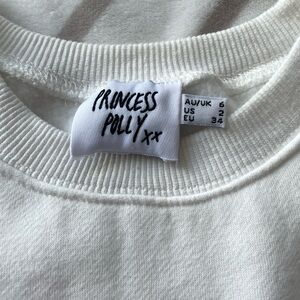 PRINCESS
POLLY xx
AU/UK 6
US 2
EU 34